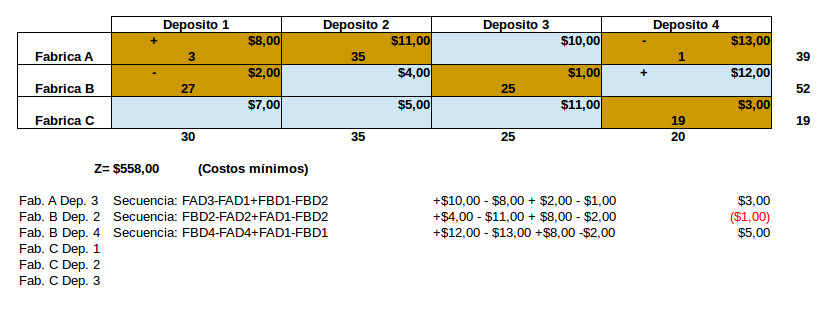 Deposito 1 Deposito 2 Deposito 3 Deposito 4
+ $8,00 $11,00 $10,00 - $13,00
Fabrica A 3 35 1 39
- $2,00 $4,00 $1,00 + $12,00
Fabrica B 27 25 52
$7,00 $5,00 $11,00 $3,00
Fabrica C 19 19
30 35 25 20
Z= $558,00 (Costos mínimos)
Fab. A Dep. 3 Secuencia: FAD3-FAD1+FBD1-FBD2 +$10,00 - $8,00 + $2,00 - $1,00 $3,00
Fab. B Dep. 2 Secuencia: FBD2-FAD2+FAD1-FBD2 +$4,00 - $11,00 + $8,00 - $2,00 ($1,00)
Fab. B Dep. 4 Secuencia: FBD4-FAD4+FAD1-FBD1 +$12,00 - $13,00 +$8,00 -$2,00 $5,00
Fab. C Dep. 1
Fab. C Dep. 2
Fab. C Dep. 3